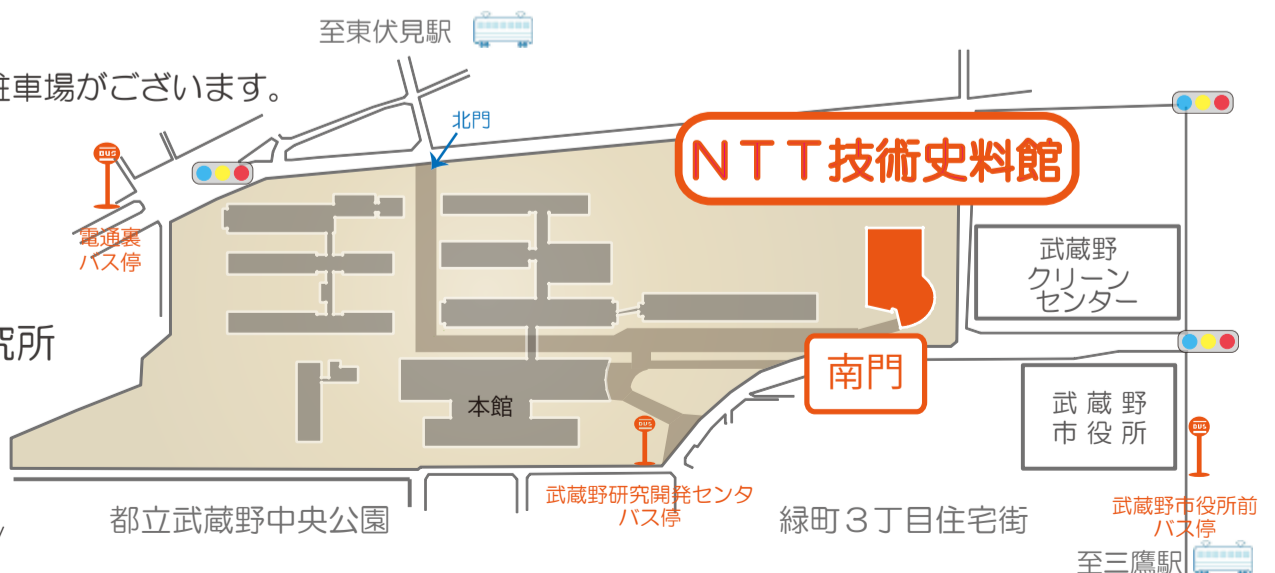 至東伏見駅
駐車場がございます。
北門
BUS
NTT技術史料館
電通裏
バス停
武蔵野
クリーン
センター
究所
南門
本館
武蔵野
市役所
BUS
BUS
武蔵野研究開発センタ
バス停
都立武蔵野中央公園
緑町3丁目住宅街
武蔵野市役所前
バス停
至三鷹駅